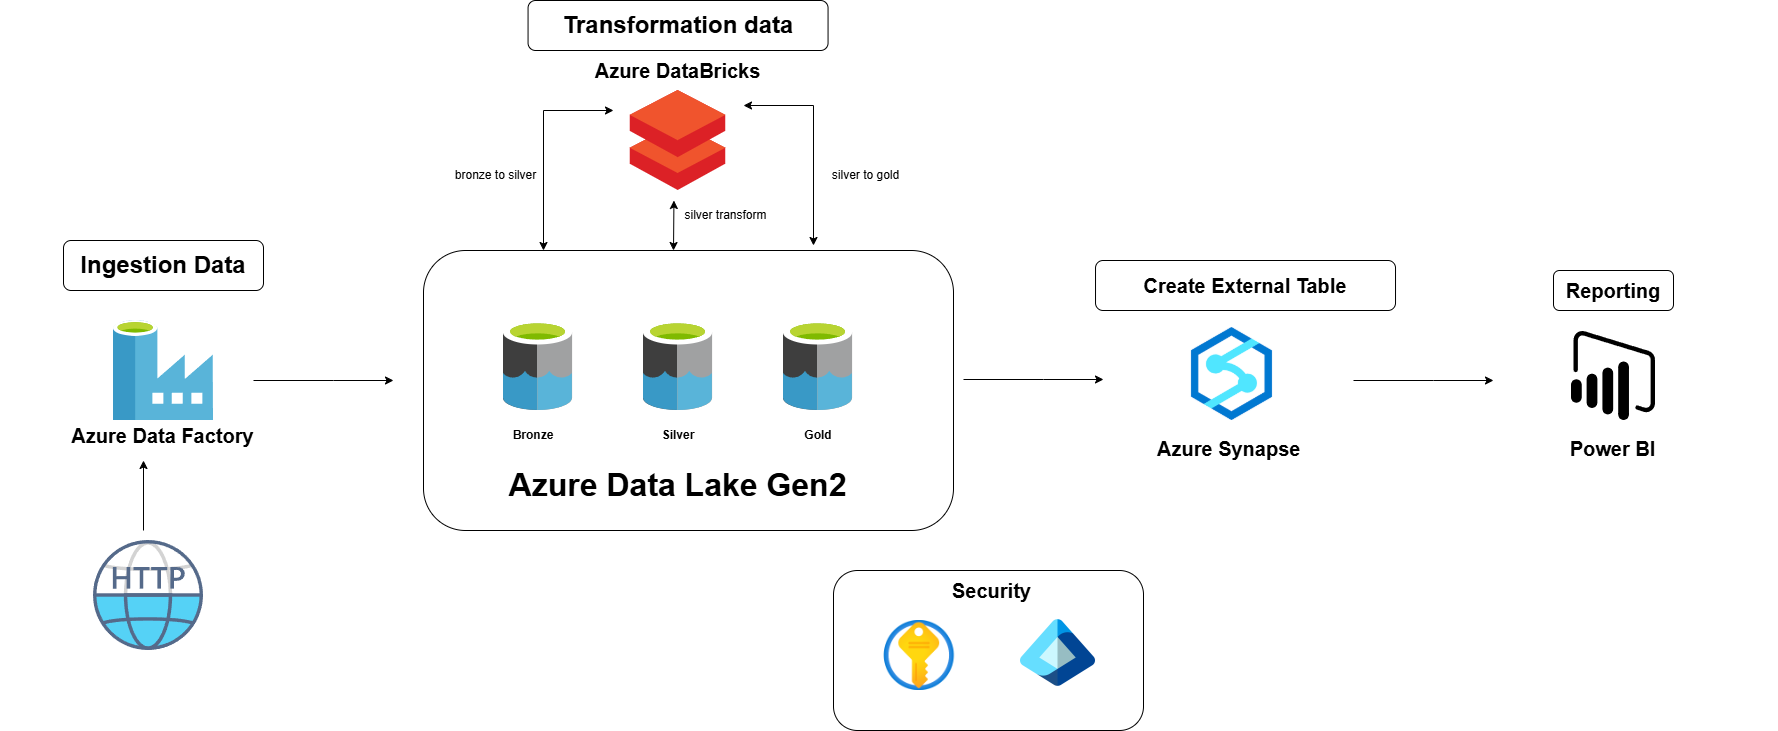 Transformation data
Azure DataBricks
bronze to silver
silver to gold
silver transform
Ingestion Data
Azure Data Factory
HTTP
Bronze
Silver
Gold
Azure Data Lake Gen2
Create External Table
Azure Synapse
Reporting
Power BI
Security